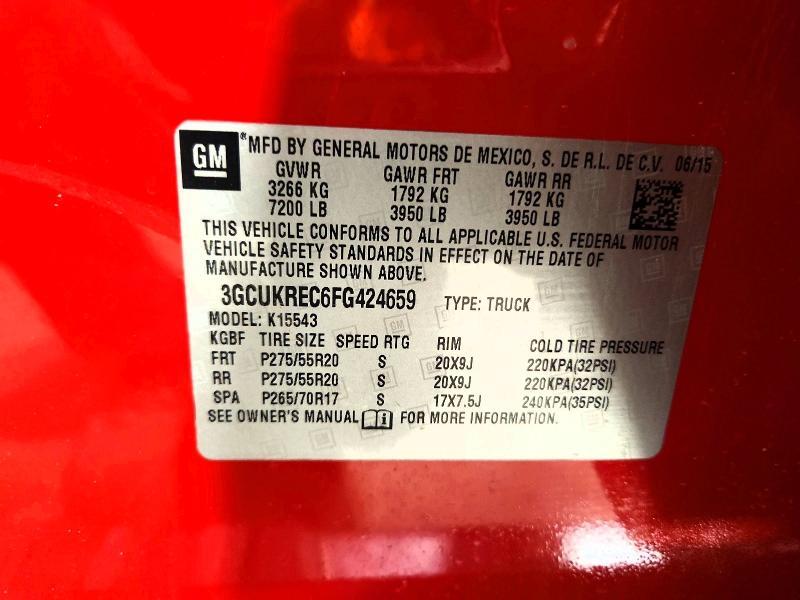 GM ® MFD BY GENERAL MOTORS DE MEXICO, S. DE R.L. DE C.V. 06/15
GVWR GAWR FRT GAWR RR
3266 KG 1792 KG 1792 KG
7200 LB 3950 LB 3950 LB
THIS VEHICLE CONFORMS TO ALL APPLICABLE U.S. FEDERAL MOTOR
VEHICLE SAFETY STANDARDS IN EFFECT ON THE DATE OF
MANUFACTURE SHOWN ABOVE.
3GCUKREC6FG424659 TYPE: TRUCK
MODEL: K15543
KGBF TIRE SIZE SPEED RTG RIM COLD TIRE PRESSURE
FRT P275/55R20 S 20X9J 220KPA(32PSI)
RR P275/55R20 S 20X9J 220KPA(32PSI)
SPA P265/70R17 S 17X7.5J 240KPA(35PSI)
SEE OWNER'S MANUAL i FOR MORE INFORMATION.